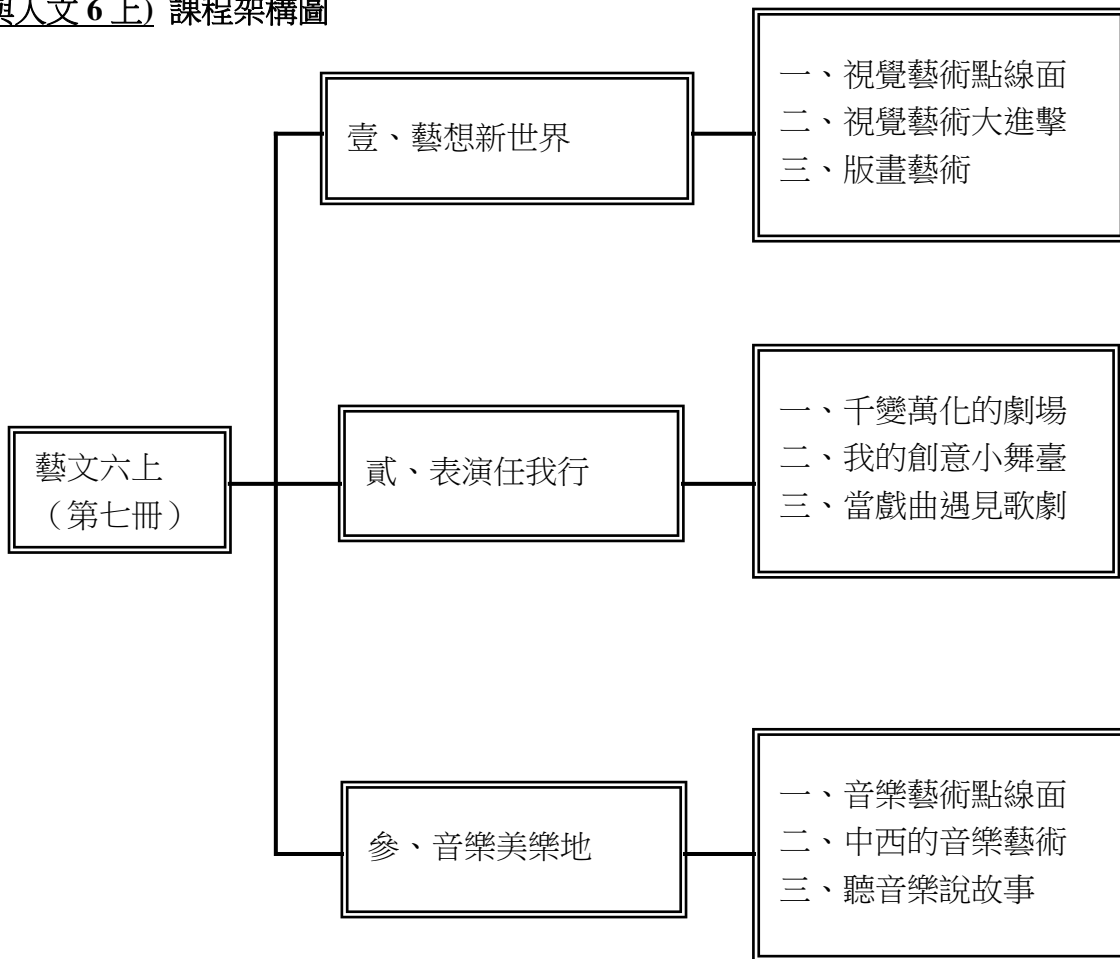 與人文 6 上) 課程架構圖
壹、藝想新世界
一、視覺藝術點線面
二、視覺藝術大進擊
三、版畫藝術
藝文六上
（第七冊）
貳、表演任我行
一、千變萬化的劇場
二、我的創意小舞臺
三、當戲曲遇見歌劇
參、音樂美樂地
一、音樂藝術點線面
二、中西的音樂藝術
三、聽音樂說故事